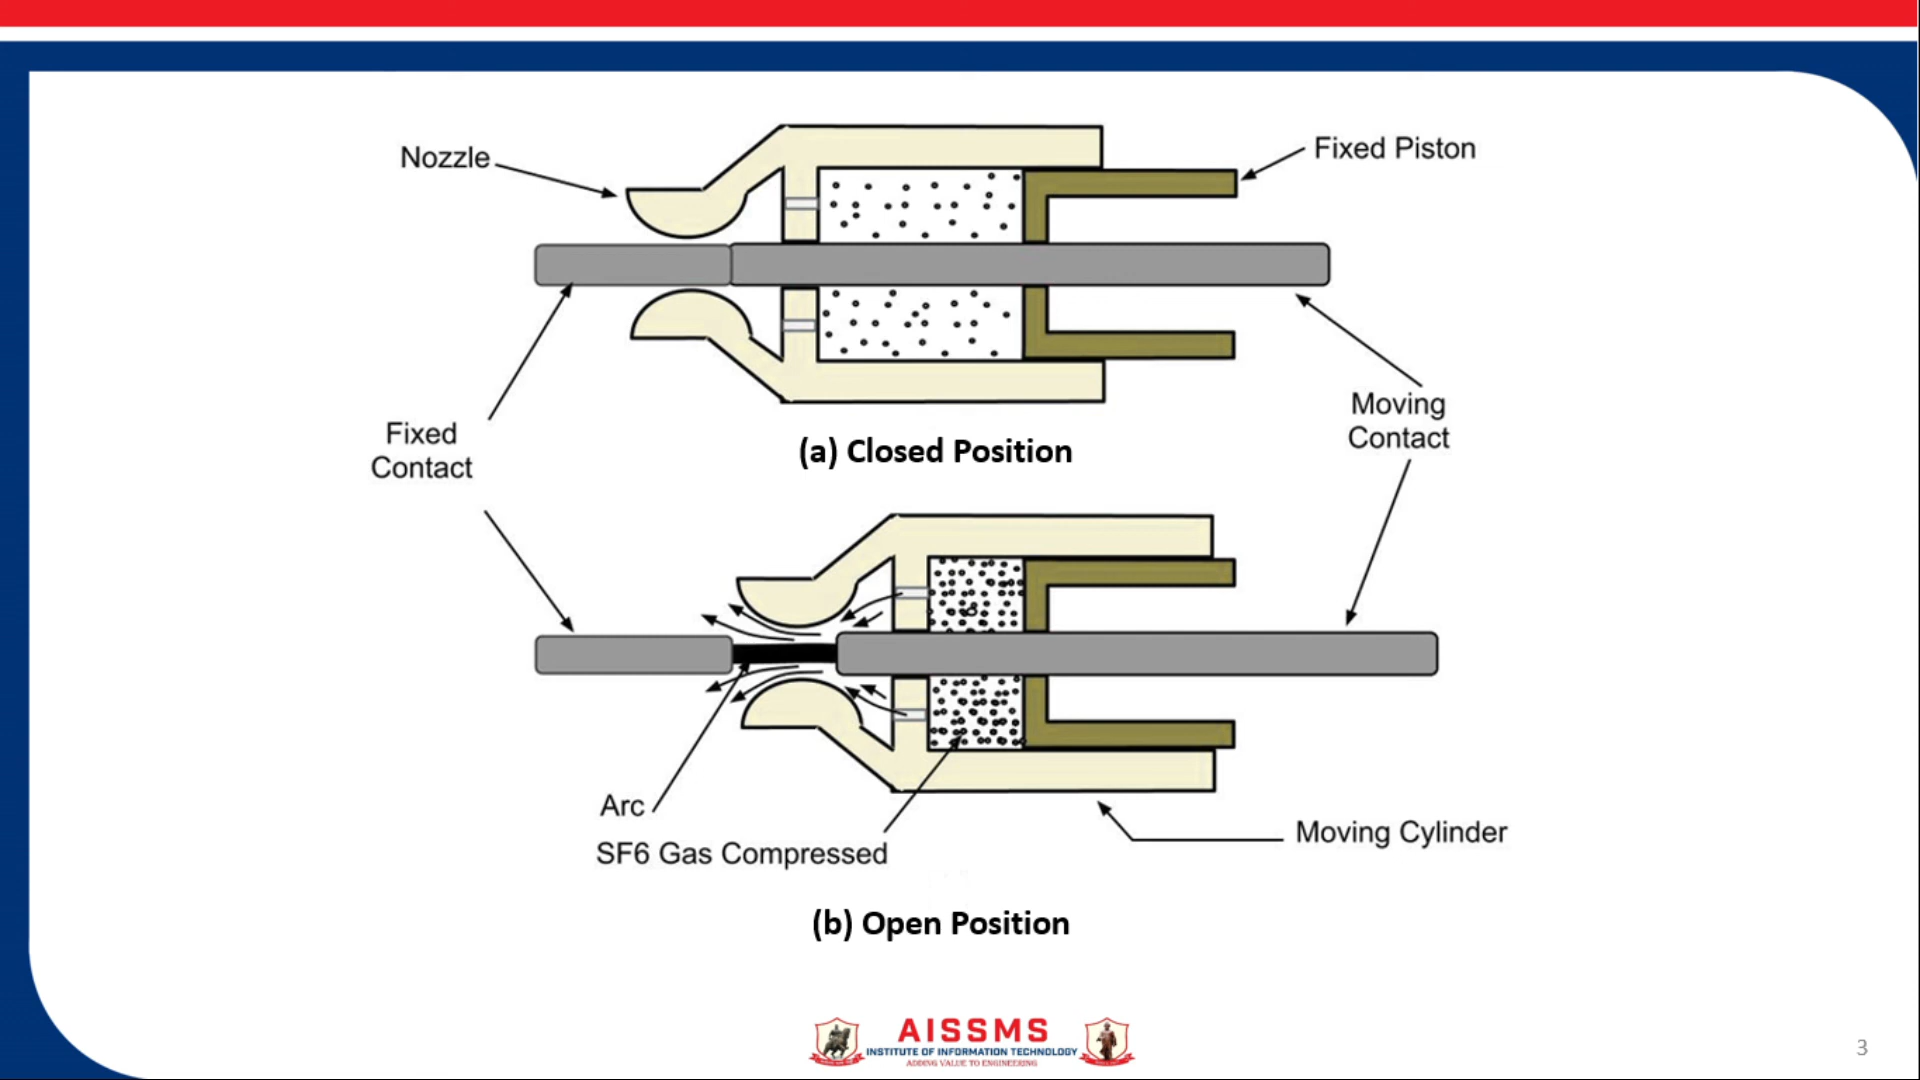 Nozzle
Fixed Piston
Fixed
Contact
Moving
Contact
(a) Closed Position
Arc
SF6 Gas Compressed
Moving Cylinder
(b) Open Position
AISSMS
INSTITUTE OF INFORMATION TECHNOLOGY
ADDING VALUE TO ENGINEERING
3